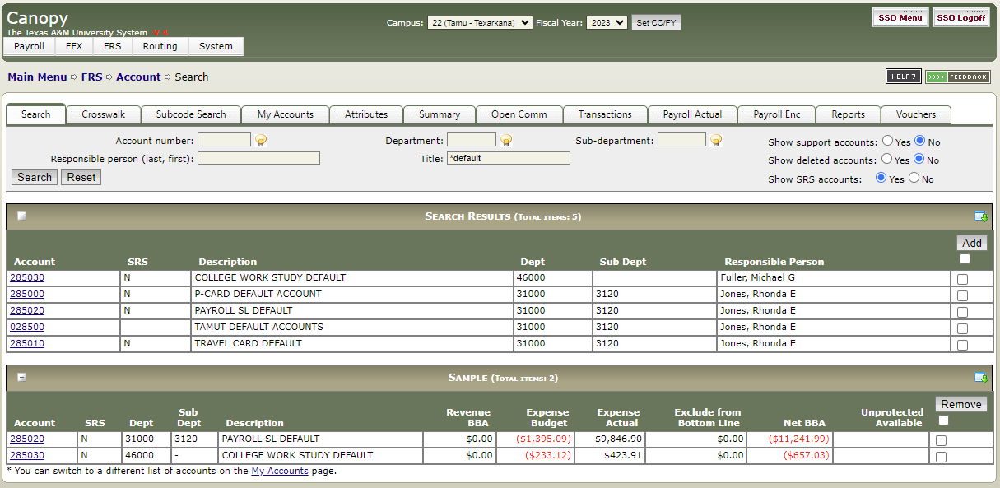 Canopy
The Texas A&M University System V 4
Campus: 22 (Tamu - Texarkana) Fiscal Year: 2023 Set CC/FY
SSO Menu SSO Logoff
Payroll FFX FRS Routing System
Main Menu ⇨ FRS ⇨ Account ⇨ Search
HELP? >>>> FEEDBACK
Search Crosswalk Subcode Search My Accounts Attributes Summary Open Comm Transactions Payroll Actual Payroll Enc Reports Vouchers
Account number: Department: Sub-department: Show support accounts: Yes No
Responsible person (last, first): Title: *default Show deleted accounts: Yes No
Search Reset Show SRS accounts: Yes No
SEARCH RESULTS (TOTAL ITEMS: 5)
Add
Account SRS Description Dept Sub Dept Responsible Person
285030 N COLLEGE WORK STUDY DEFAULT 46000 Fuller, Michael G
285000 N P-CARD DEFAULT ACCOUNT 31000 3120 Jones, Rhonda E
285020 N PAYROLL SL DEFAULT 31000 3120 Jones, Rhonda E
028500 TAMUT DEFAULT ACCOUNTS 31000 3120 Jones, Rhonda E
285010 N TRAVEL CARD DEFAULT 31000 3120 Jones, Rhonda E
SAMPLE (TOTAL ITEMS: 2)
Remove
Account SRS Dept Sub Dept Description Revenue BBA Expense Budget Expense Actual Exclude from Bottom Line Net BBA Unprotected Available
285020 N 31000 3120 PAYROLL SL DEFAULT $0.00 ($1,395.09) $9,846.90 $0.00 ($11,241.99)
285030 N 46000 - COLLEGE WORK STUDY DEFAULT $0.00 ($233.12) $423.91 $0.00 ($657.03)
* You can switch to a different list of accounts on the My Accounts page.